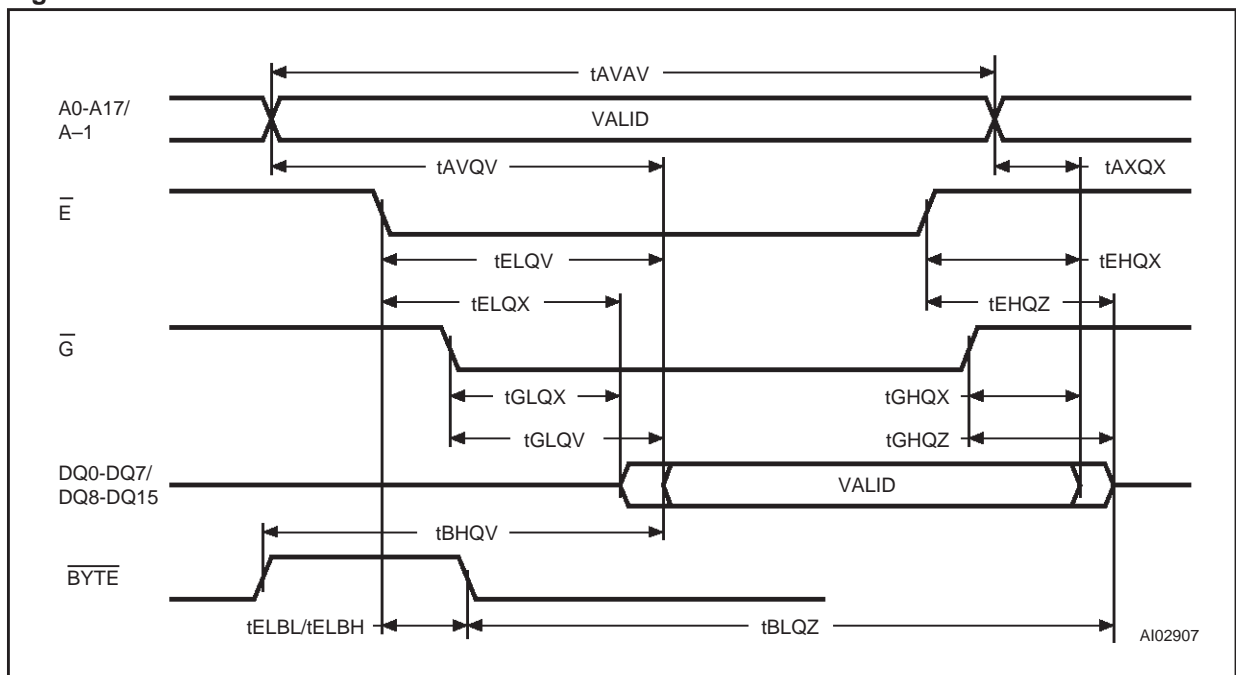 tAVAV
A0-A17/
A–1
VALID
tAVQV
tAXQX
E
tELQV
tEHQX
tELQX
tEHQZ
G
tGLQX
tGHQX
tGLQV
tGHQZ
DQ0-DQ7/
DQ8-DQ15
VALID
tBHQV
BYTE
tELBL/tELBH
tBLQZ
AI02907